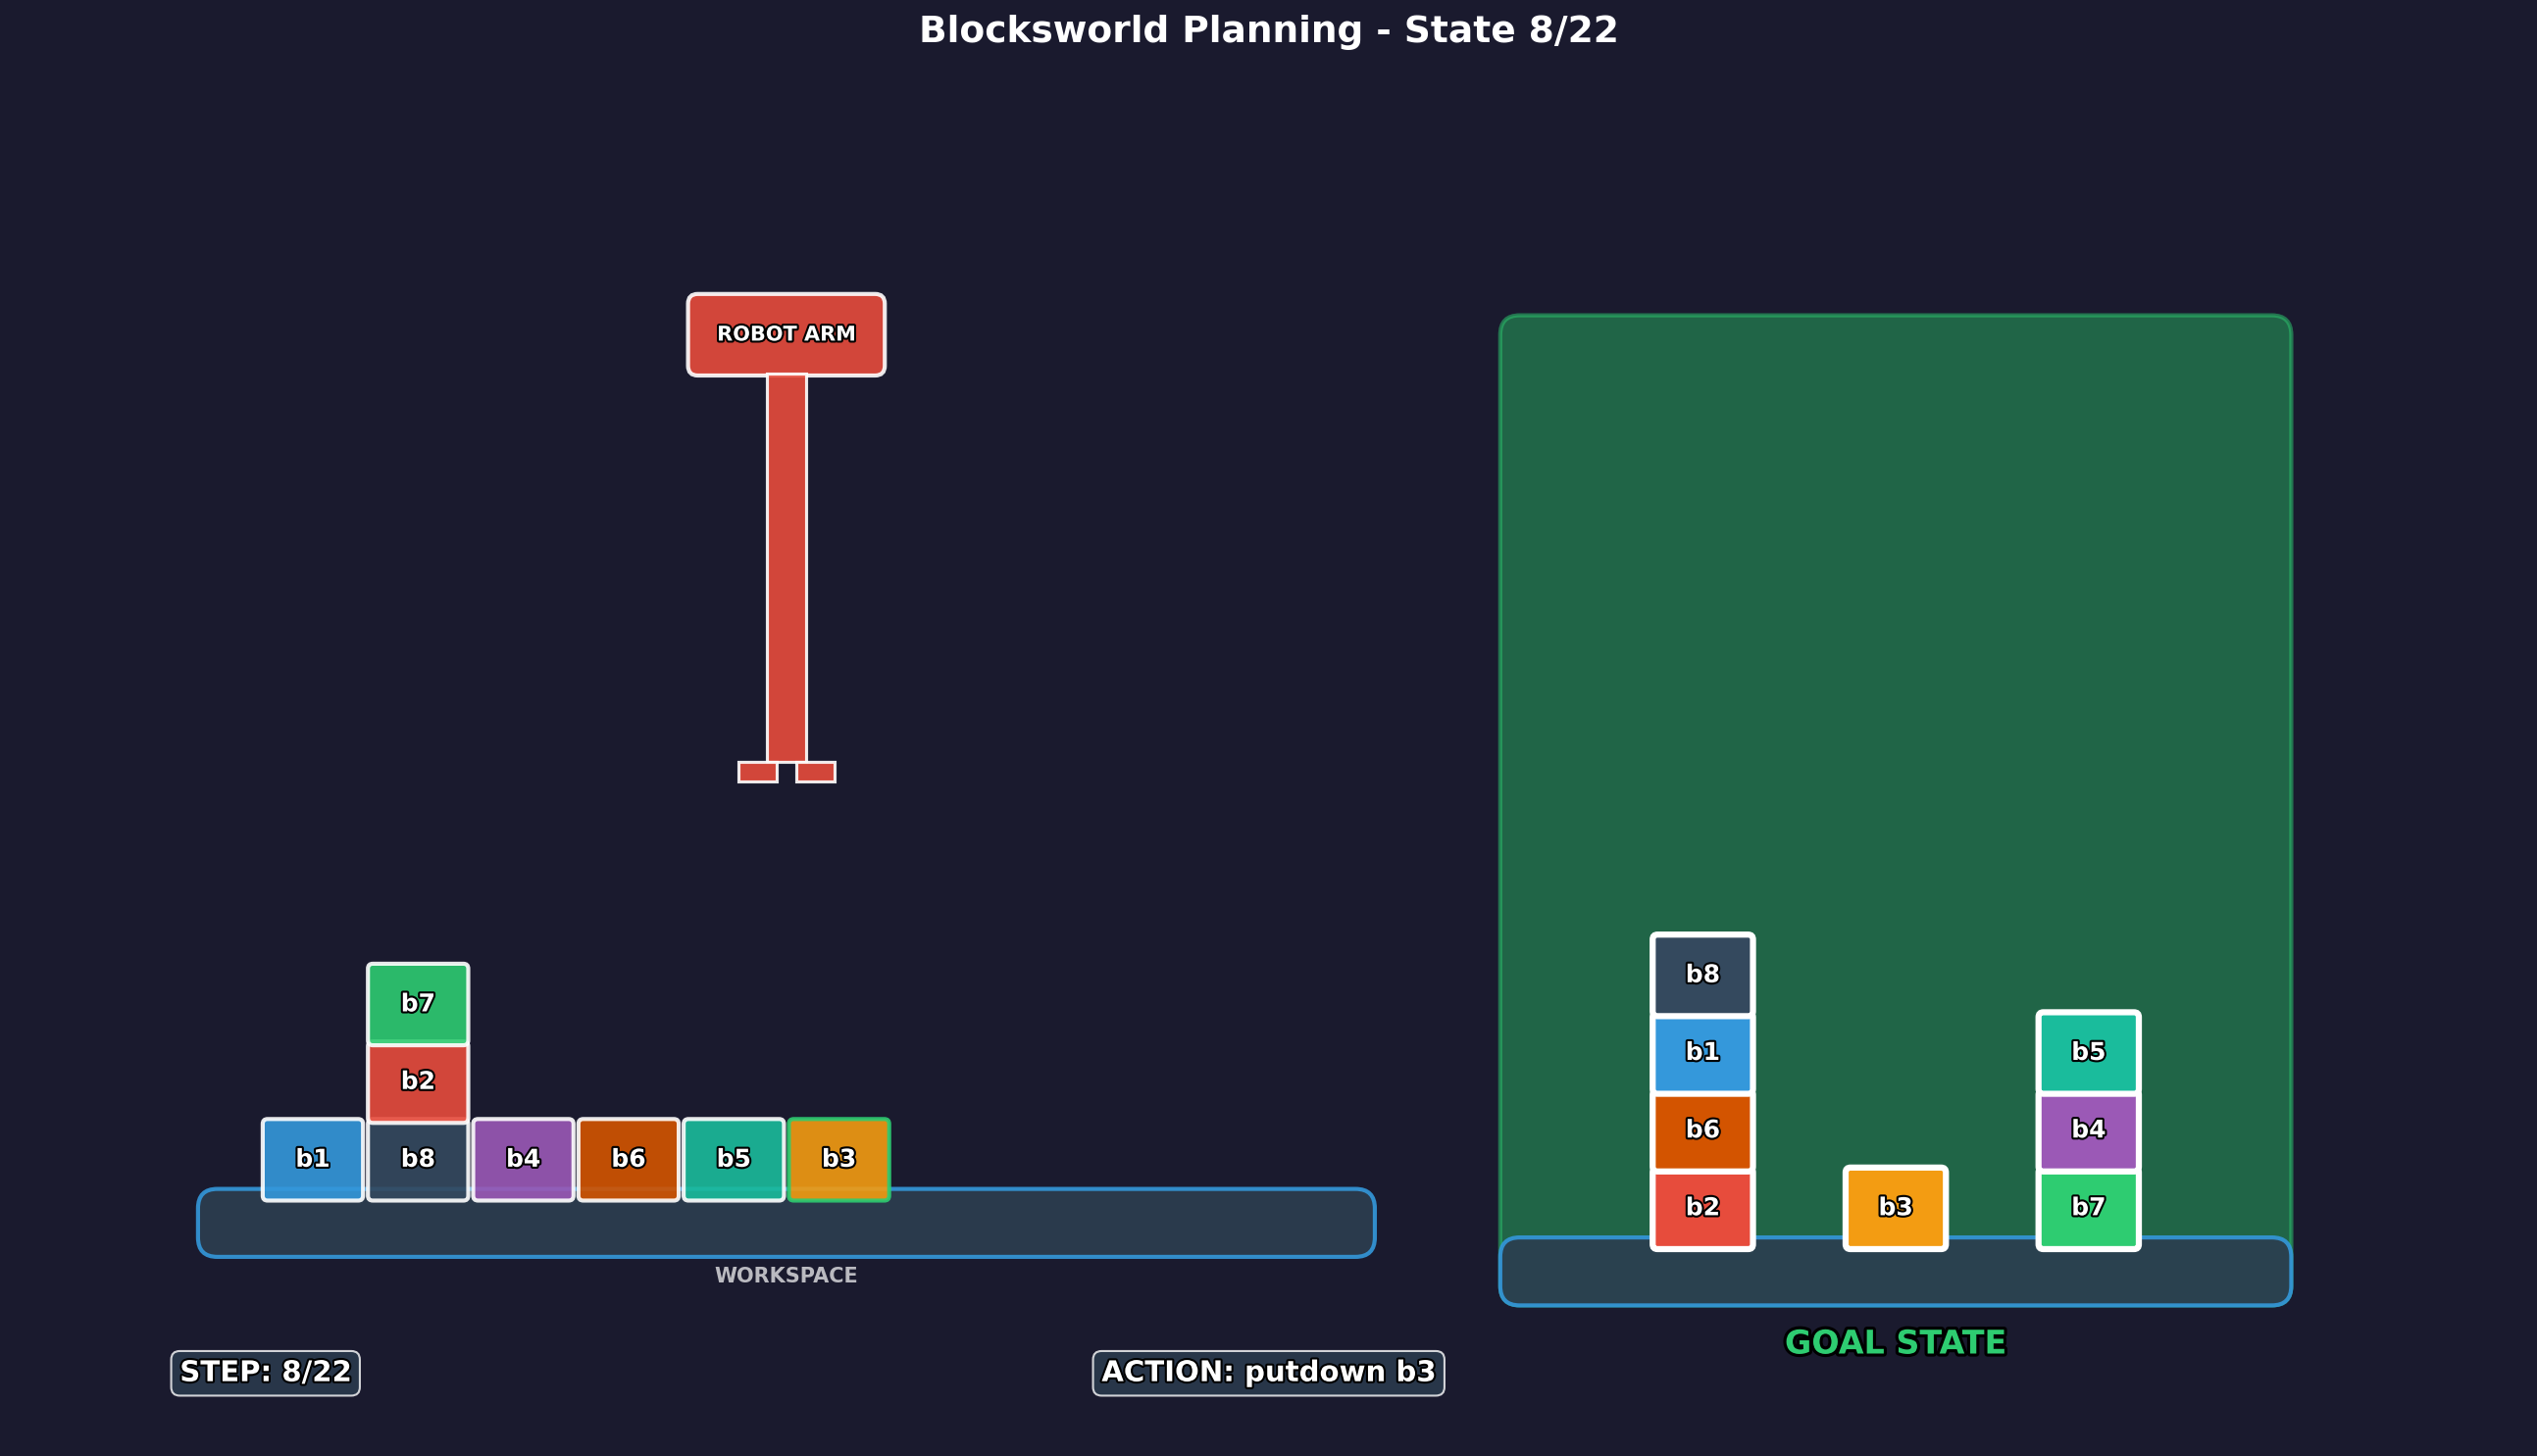 Blocksworld Planning - State 8/22
ROBOT ARM
b7
b2
b1 b8 b4 b6 b5 b3
WORKSPACE
b8
b1 b5
b6 b4
b2 b3 b7
GOAL STATE
STEP: 8/22
ACTION: putdown b3